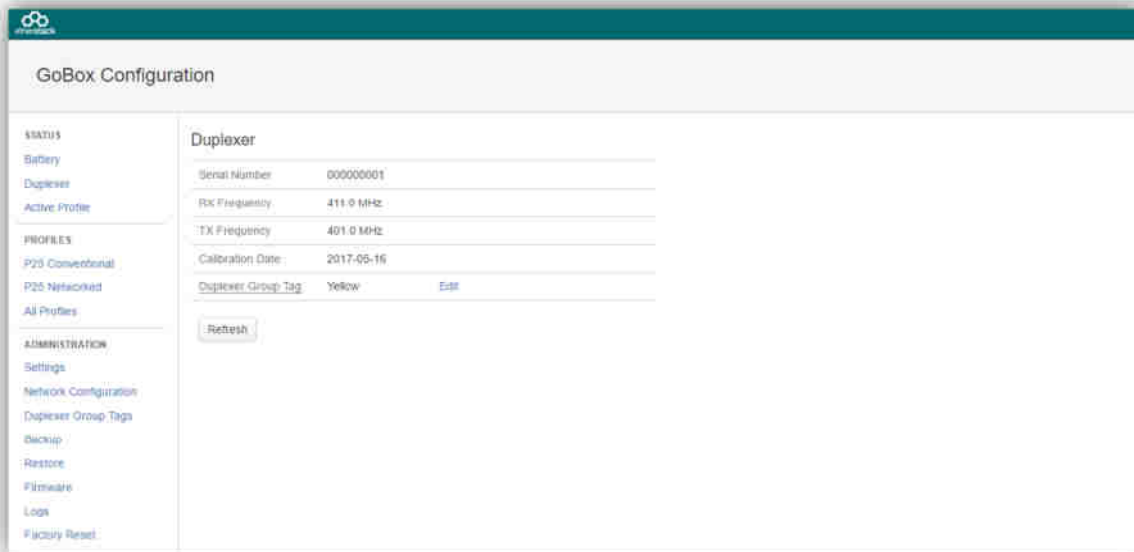 etherstack
GoBox Configuration
STATUS
Battery
Duplexer
Active Profile
PROFILES
P25 Conventional
P25 Networked
All Profiles
ADMINISTRATION
Settings
Network Configuration
Duplexer Group Tags
Backup
Restore
Firmware
Logs
Factory Reset
Duplexer
Serial Number 000000001
RX Frequency 411.0 MHz
TX Frequency 401.0 MHz
Calibration Date 2017-05-16
Duplexer Group Tag Yellow Edit
Refresh